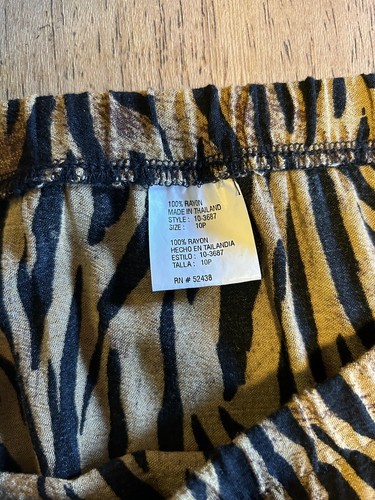 100% RAYON
MADE IN THAILAND
STYLE : 10-3687
SIZE : 10P
100% RAYON
HECHO EN TAILANDIA
ESTILO : 10-3687
TALLA : 10P
RN # 52438